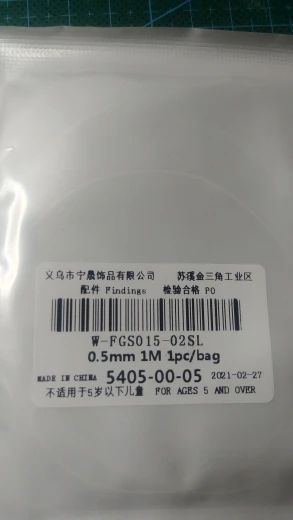 义乌市宁晟饰品有限公司 苏溪金三角工业区
配件 Findings 检验合格 PO
W-FGS015-02SL
0.5mm 1M 1pc/bag
MADE IN CHINA 5405-00-05 2021-02-27
不适用于5岁以下儿童 FOR AGES 5 AND OVER